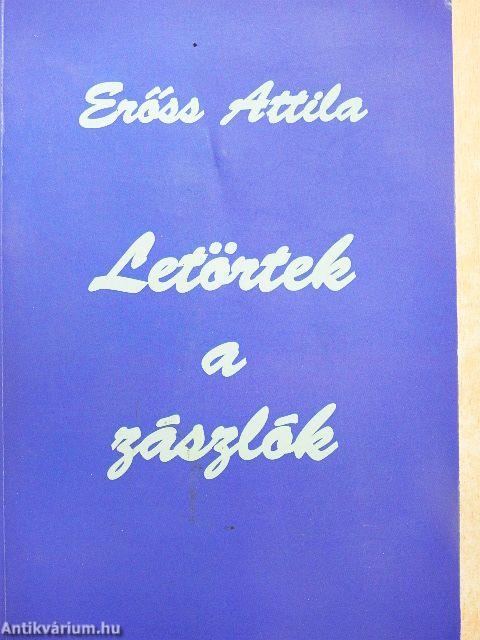 Erőss Attila
Letörtek
a
zászlók
Antikvárium.hu